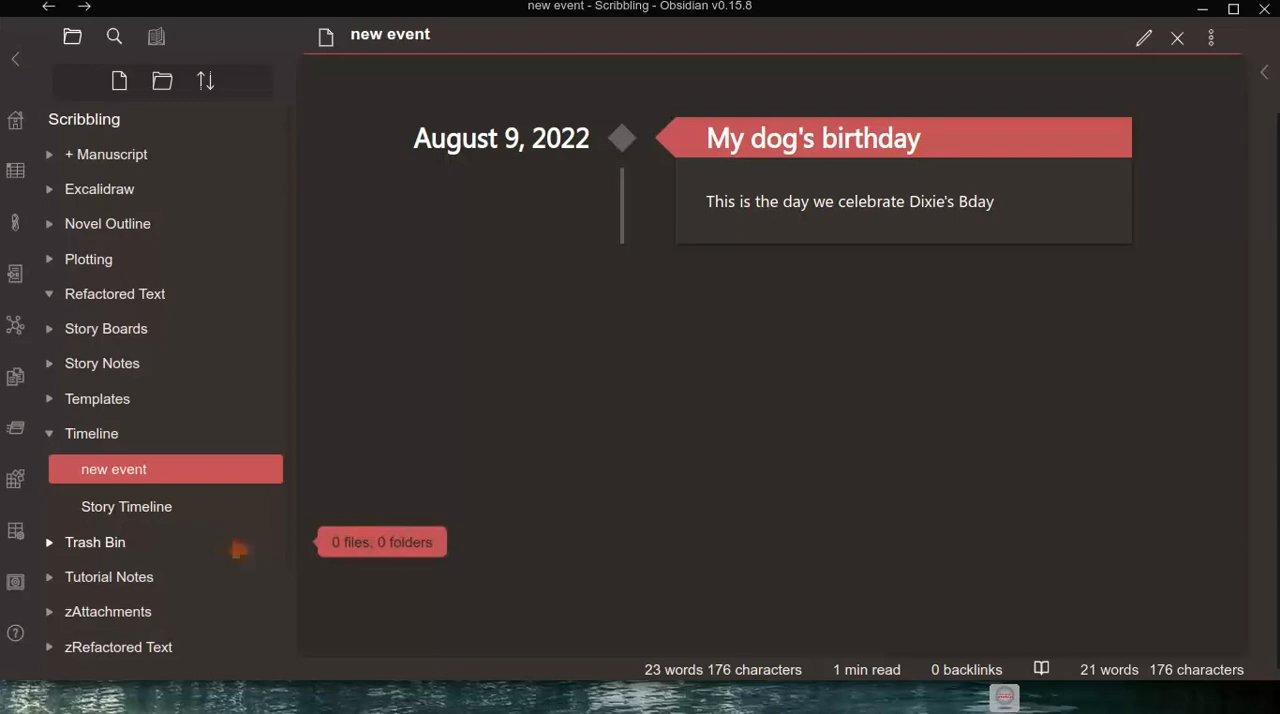 new event - Scribbling - Obsidian v0.15.8
new event
Scribbling
+ Manuscript
Excalidraw
Novel Outline
Plotting
Refactored Text
Story Boards
Story Notes
Templates
Timeline
new event
Story Timeline
Trash Bin
Tutorial Notes
zAttachments
zRefactored Text
August 9, 2022
My dog's birthday
This is the day we celebrate Dixie's Bday
0 files, 0 folders
23 words 176 characters 1 min read 0 backlinks 21 words 176 characters